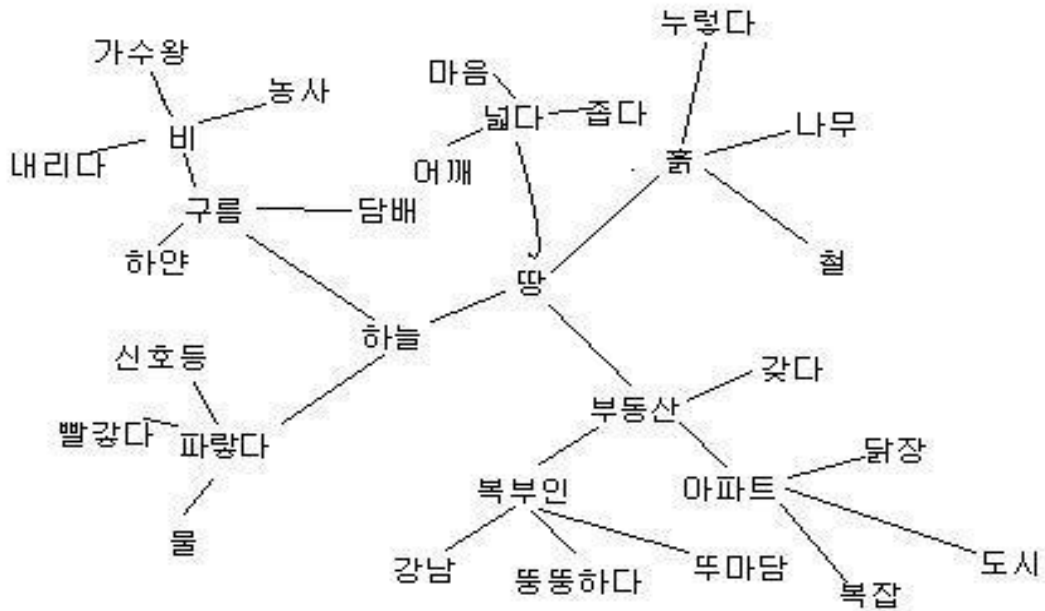 누렇다
가수왕
마음
농사
넓다
좁다
나무
비
내리다
어깨
흙
구름
담배
하얀
철
땅
하늘
신호등
갖다
부동산
빨갛다
파랗다
닭장
복부인
아파트
물
강남
뚱뚱하다
뚜마담
도시
복잡